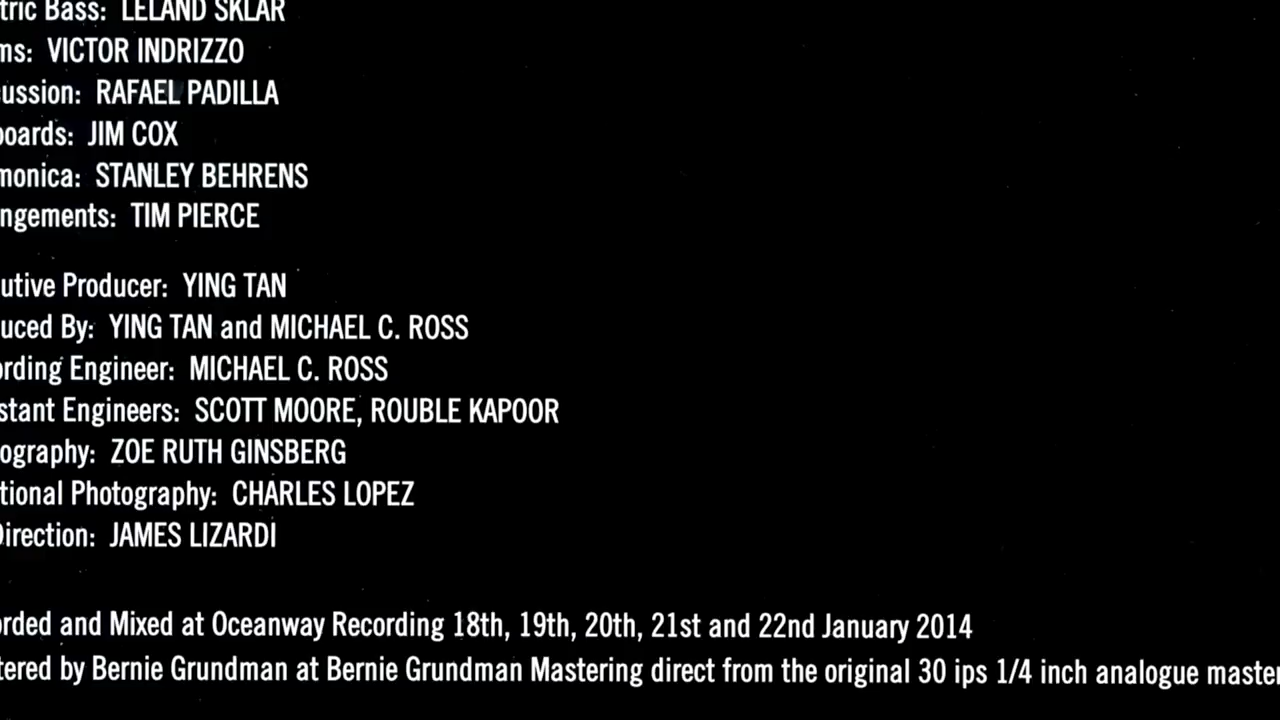 tric Bass: LELAND SKLAR
ms: VICTOR INDRIZZO
ussion: RAFAEL PADILLA
boards: JIM COX
monica: STANLEY BEHRENS
ngements: TIM PIERCE
utive Producer: YING TAN
uced By: YING TAN and MICHAEL C. ROSS
ording Engineer: MICHAEL C. ROSS
stant Engineers: SCOTT MOORE, ROUBLE KAPOOR
ography: ZOE RUTH GINSBERG
tional Photography: CHARLES LOPEZ
Direction: JAMES LIZARDI
orded and Mixed at Oceanway Recording 18th, 19th, 20th, 21st and 22nd January 2014
tered by Bernie Grundman at Bernie Grundman Mastering direct from the original 30 ips 1/4 inch analogue master